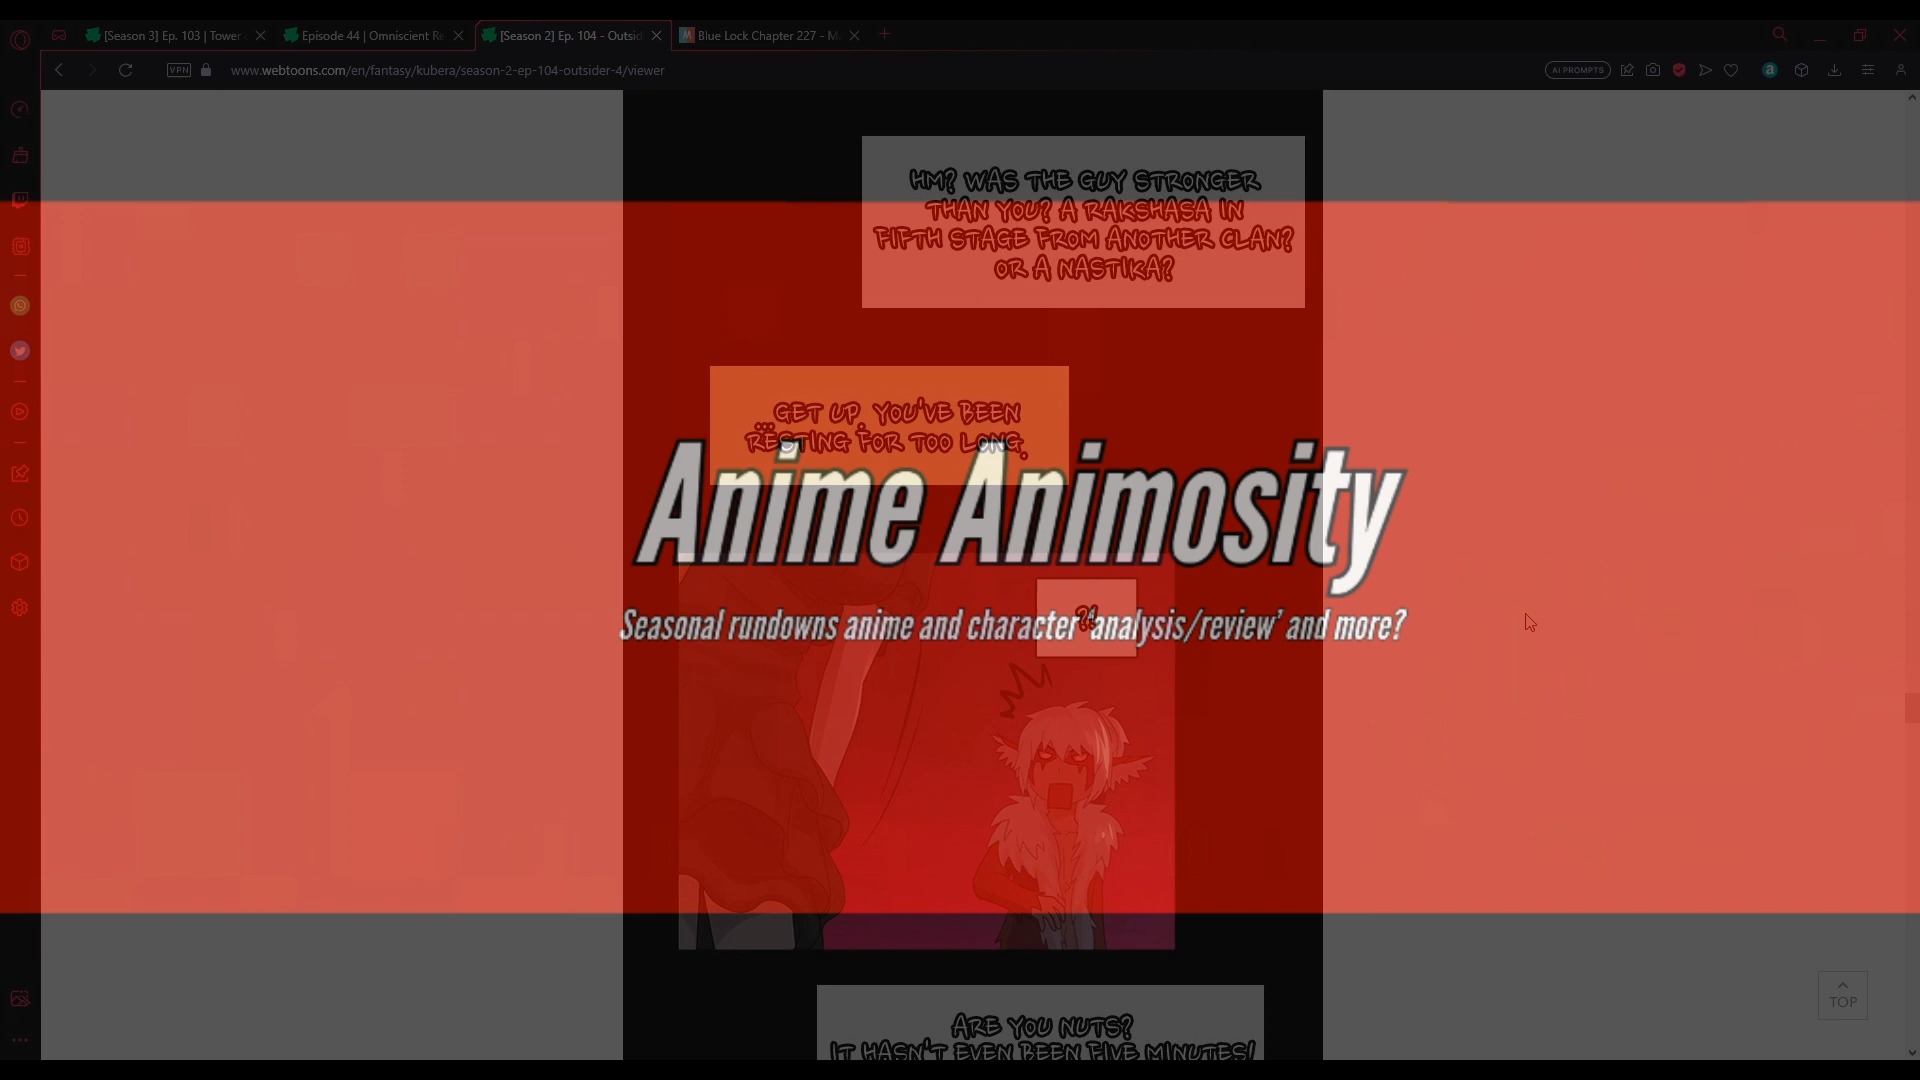 [Season 3] Ep. 103 | Tower
Episode 44 | Omniscient Re
[Season 2] Ep. 104 - Outsid
Blue Lock Chapter 227 - M
VPN
www.webtoons.com/en/fantasy/kubera/season-2-ep-104-outsider-4/viewer
AI PROMPTS
HM? WAS THE GUY STRONGER
THAN YOU? A RAKSHASA IN
FIFTH STAGE FROM ANOTHER CLAN?
OR A NASTIKA?
...GET UP. YOU'VE BEEN
RESTING FOR TOO LONG.
Anime Animosity
?!
Seasonal rundowns anime and character 'analysis/review' and more?
TOP
ARE YOU NUTS?
IT HASN'T EVEN BEEN FIVE MINUTES!